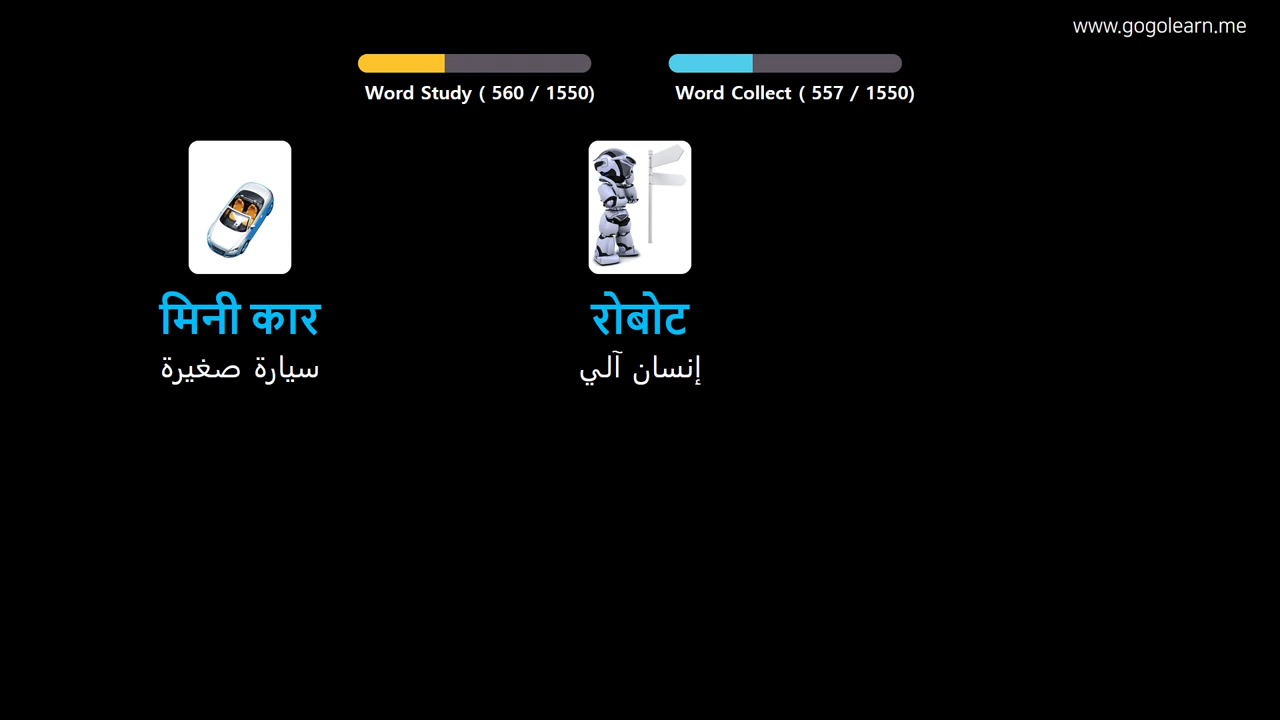 www.gogolearn.me
Word Study ( 560 / 1550)
Word Collect ( 557 / 1550)
मिनी कार
سيارة صغيرة
रोबोट
إنسان آلي